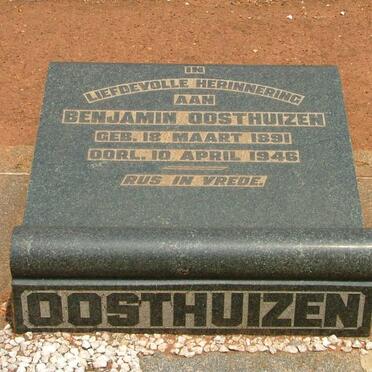 IN
LIEFDEVOLLE HERINNERING
AAN
BENJAMIN OOSTHUIZEN
GEB. 18 MAART 1891
OORL. 10 APRIL 1946
RUS IN VREDE.
OOSTHUIZEN